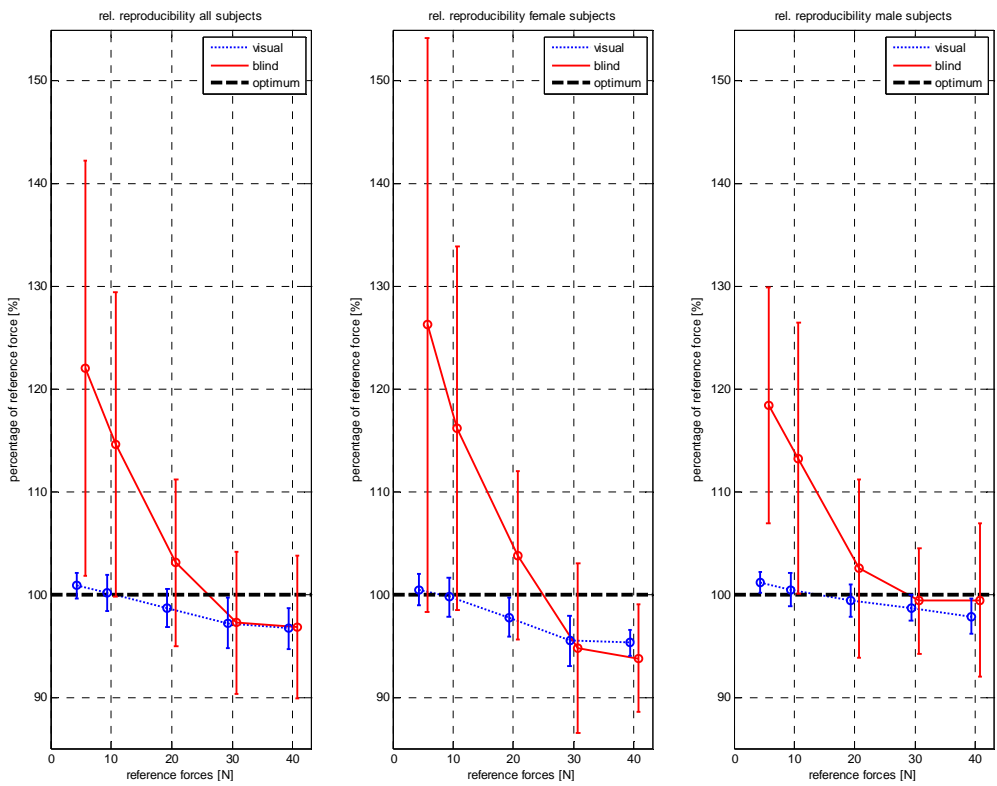 rel. reproducibility all subjects
visual
blind
optimum
150
140
130
120
110
100
90
percentage of reference force [%]
0 10 20 30 40
reference forces [N]
rel. reproducibility female subjects
visual
blind
optimum
150
140
130
120
110
100
90
percentage of reference force [%]
0 10 20 30 40
reference forces [N]
rel. reproducibility male subjects
visual
blind
optimum
150
140
130
120
110
100
90
percentage of reference force [%]
0 10 20 30 40
reference forces [N]